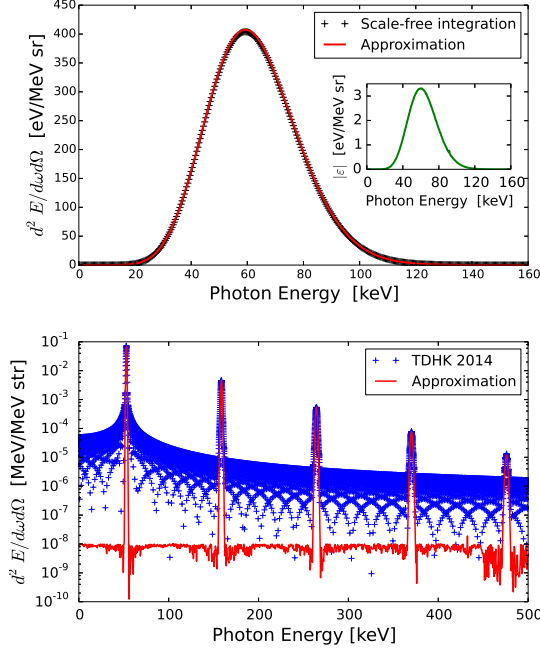 450
400
350
300
250
200
150
100
50
0
d² E/dωdΩ [eV/MeV sr]
Scale-free integration
Approximation
3
2
1
0
|ε| [eV/MeV sr]
0 40 80 120 160
Photon Energy [keV]
0 20 40 60 80 100 120 140 160
Photon Energy [keV]
10⁻¹
10⁻²
10⁻³
10⁻⁴
10⁻⁵
10⁻⁶
10⁻⁷
10⁻⁸
10⁻⁹
10⁻¹⁰
d² E/dωdΩ [MeV/MeV str]
TDHK 2014
Approximation
0 100 200 300 400 500
Photon Energy [keV]